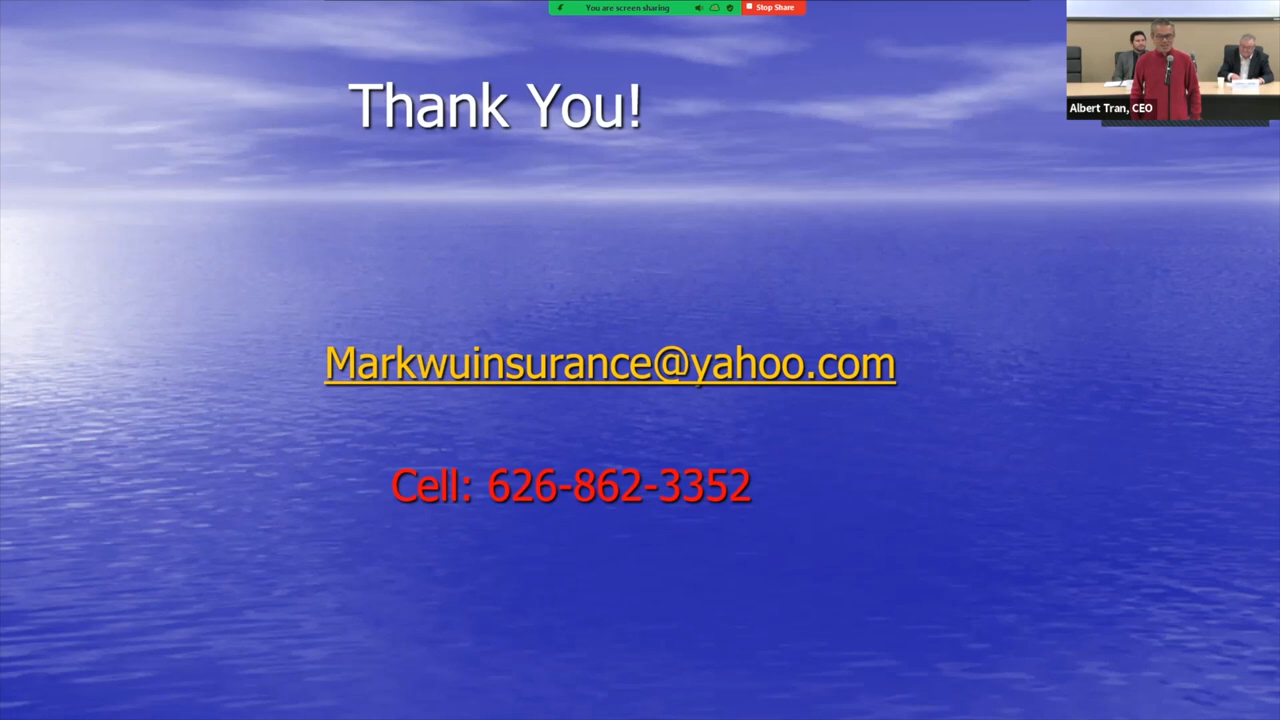 You are screen sharing
Stop Share
Thank You!
Albert Tran, CEO
Markwuinsurance@yahoo.com
Cell: 626-862-3352